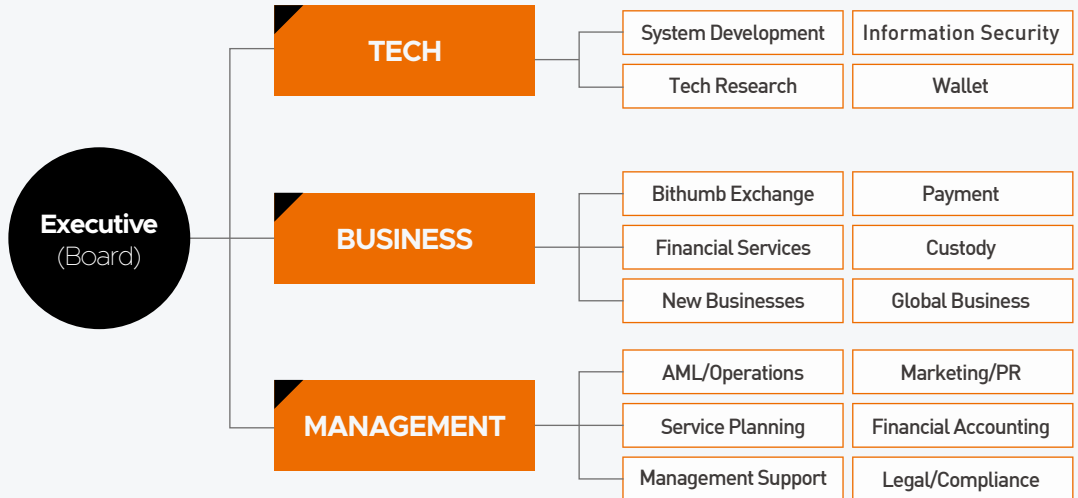 Executive
(Board)
TECH
System Development
Information Security
Tech Research
Wallet
BUSINESS
Bithumb Exchange
Payment
Financial Services
Custody
New Businesses
Global Business
MANAGEMENT
AML/Operations
Marketing/PR
Service Planning
Financial Accounting
Management Support
Legal/Compliance